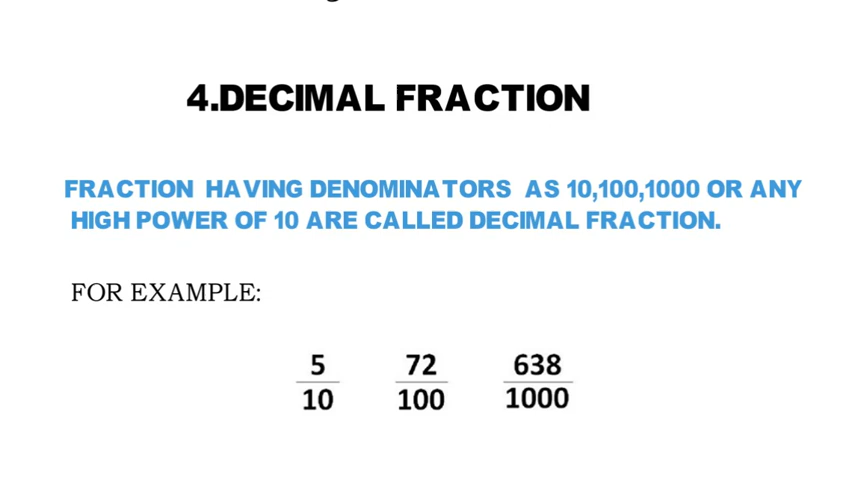 4.DECIMAL FRACTION
FRACTION HAVING DENOMINATORS AS 10,100,1000 OR ANY
HIGH POWER OF 10 ARE CALLED DECIMAL FRACTION.
FOR EXAMPLE:
5 72 638
10 100 1000